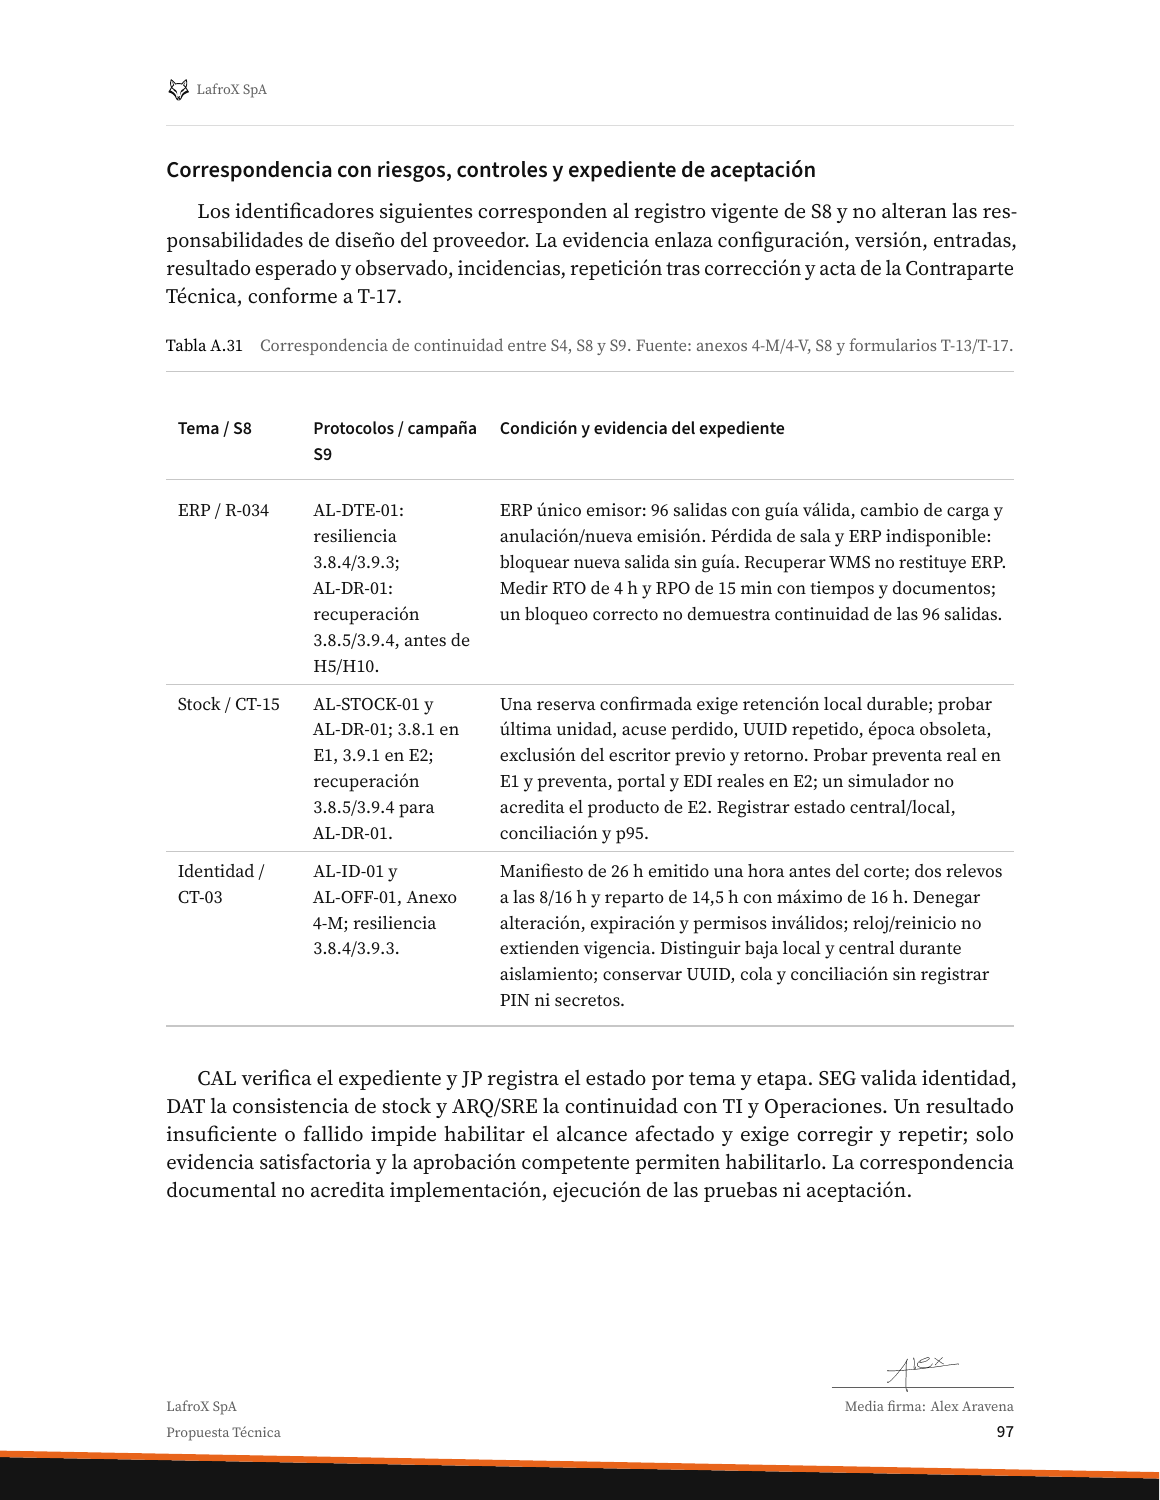 LafroX SpA
Correspondencia con riesgos, controles y expediente de aceptación
Los identificadores siguientes corresponden al registro vigente de S8 y no alteran las res-
ponsabilidades de diseño del proveedor. La evidencia enlaza configuración, versión, entradas,
resultado esperado y observado, incidencias, repetición tras corrección y acta de la Contraparte
Técnica, conforme a T-17.
Tabla A.31 Correspondencia de continuidad entre S4, S8 y S9. Fuente: anexos 4-M/4-V, S8 y formularios T-13/T-17.
Tema / S8
Protocolos / campaña
S9
Condición y evidencia del expediente
ERP / R-034
AL-DTE-01:
resiliencia
3.8.4/3.9.3;
AL-DR-01:
recuperación
3.8.5/3.9.4, antes de
H5/H10.
ERP único emisor: 96 salidas con guía válida, cambio de carga y
anulación/nueva emisión. Pérdida de sala y ERP indisponible:
bloquear nueva salida sin guía. Recuperar WMS no restituye ERP.
Medir RTO de 4 h y RPO de 15 min con tiempos y documentos;
un bloqueo correcto no demuestra continuidad de las 96 salidas.
Stock / CT-15
AL-STOCK-01 y
AL-DR-01; 3.8.1 en
E1, 3.9.1 en E2;
recuperación
3.8.5/3.9.4 para
AL-DR-01.
Una reserva confirmada exige retención local durable; probar
última unidad, acuse perdido, UUID repetido, época obsoleta,
exclusión del escritor previo y retorno. Probar preventa real en
E1 y preventa, portal y EDI reales en E2; un simulador no
acredita el producto de E2. Registrar estado central/local,
conciliación y p95.
Identidad /
CT-03
AL-ID-01 y
AL-OFF-01, Anexo
4-M; resiliencia
3.8.4/3.9.3.
Manifiesto de 26 h emitido una hora antes del corte; dos relevos
a las 8/16 h y reparto de 14,5 h con máximo de 16 h. Denegar
alteración, expiración y permisos inválidos; reloj/reinicio no
extienden vigencia. Distinguir baja local y central durante
aislamiento; conservar UUID, cola y conciliación sin registrar
PIN ni secretos.
CAL verifica el expediente y JP registra el estado por tema y etapa. SEG valida identidad,
DAT la consistencia de stock y ARQ/SRE la continuidad con TI y Operaciones. Un resultado
insuficiente o fallido impide habilitar el alcance afectado y exige corregir y repetir; solo
evidencia satisfactoria y la aprobación competente permiten habilitarlo. La correspondencia
documental no acredita implementación, ejecución de las pruebas ni aceptación.
Alex
LafroX SpA
Media firma: Alex Aravena
Propuesta Técnica
97